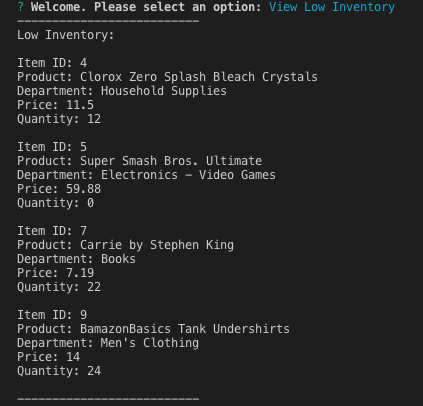 ? Welcome. Please select an option: View Low Inventory
--------------------------
Low Inventory:
Item ID: 4
Product: Clorox Zero Splash Bleach Crystals
Department: Household Supplies
Price: 11.5
Quantity: 12
Item ID: 5
Product: Super Smash Bros. Ultimate
Department: Electronics - Video Games
Price: 59.88
Quantity: 0
Item ID: 7
Product: Carrie by Stephen King
Department: Books
Price: 7.19
Quantity: 22
Item ID: 9
Product: BamazonBasics Tank Undershirts
Department: Men's Clothing
Price: 14
Quantity: 24
--------------------------